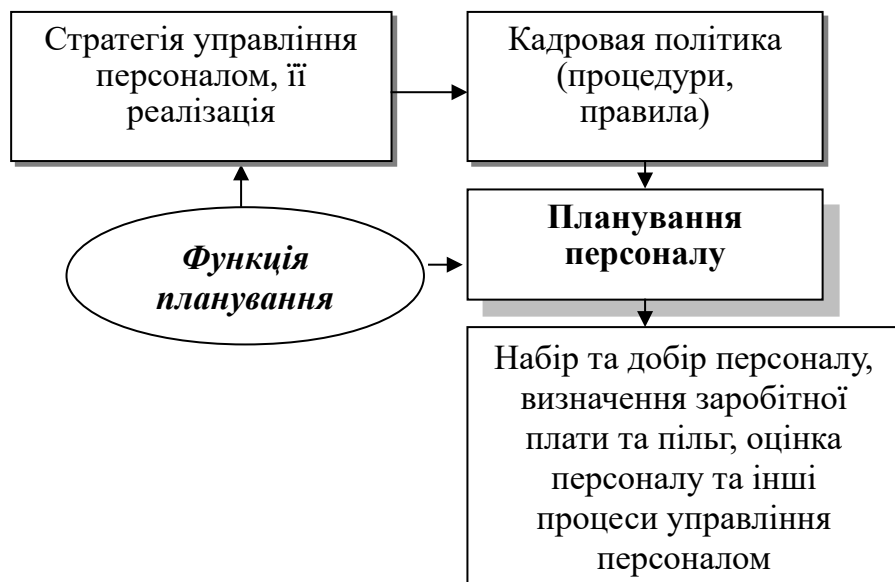 Стратегія управління
персоналом, її
реалізація
Кадровая політика
(процедури,
правила)
Функція
планування
Планування
персоналу
Набір та добір персоналу,
визначення заробітної
плати та пільг, оцінка
персоналу та інші
процеси управління
персоналом